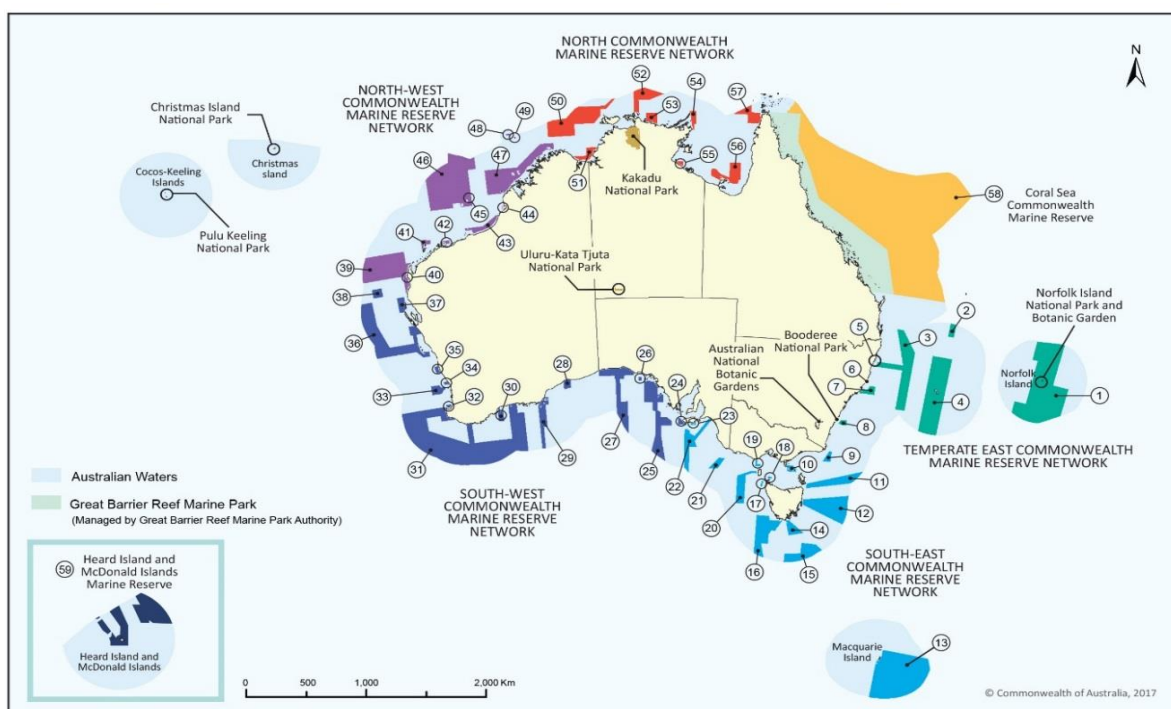 NORTH COMMONWEALTH
MARINE RESERVE NETWORK
N
NORTH-WEST
COMMONWEALTH
MARINE RESERVE
NETWORK
Christmas Island
National Park
Christmas
sland
Cocos-Keeling
Islands
Pulu Keeling
National Park
52
54
57
50
53
49
48
46
47
51
55
56
Kakadu
National Park
58
Coral Sea
Commonwealth
Marine Reserve
45
44
42
41
43
39
40
Uluru-Kata Tjuta
National Park
38
37
36
Norfolk Island
National Park and
Botanic Garden
2
3
5
Booderee
National Park
Australian
National
Botanic
Gardens
6
7
Norfolk
Island
1
4
8
TEMPERATE EAST COMMONWEALTH
MARINE RESERVE NETWORK
35
34
33
32
30
28
26
24
23
31
29
27
25
22
21
19
18
9
10
11
20
17
12
14
16
15
SOUTH-WEST
COMMONWEALTH
MARINE RESERVE
NETWORK
SOUTH-EAST
COMMONWEALTH
MARINE RESERVE
NETWORK
Macquarie
Island
13
Australian Waters
Great Barrier Reef Marine Park
(Managed by Great Barrier Reef Marine Park Authority)
59
Heard Island and
McDonald Islands
Marine Reserve
Heard Island and
McDonald Islands
0 500 1,000 2,000 Km
© Commonwealth of Australia, 2017